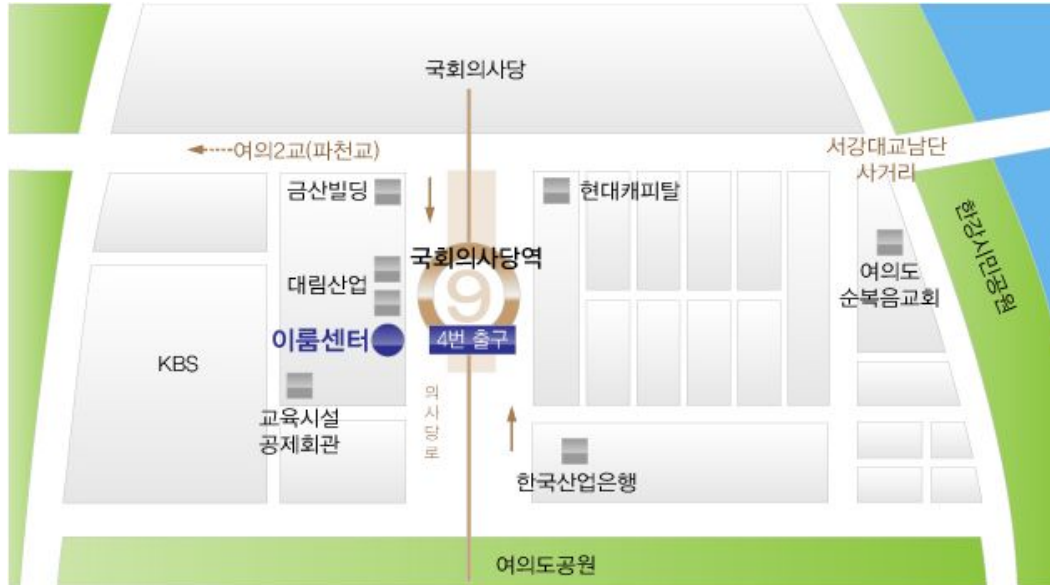 국회의사당
여의2교(파천교)
서강대교남단
사거리
금산빌딩
현대캐피탈
한강시민공원
국회의사당역
9
대림산업
여의도
순복음교회
이룸센터
4번 출구
KBS
의사당로
교육시설
공제회관
한국산업은행
여의도공원